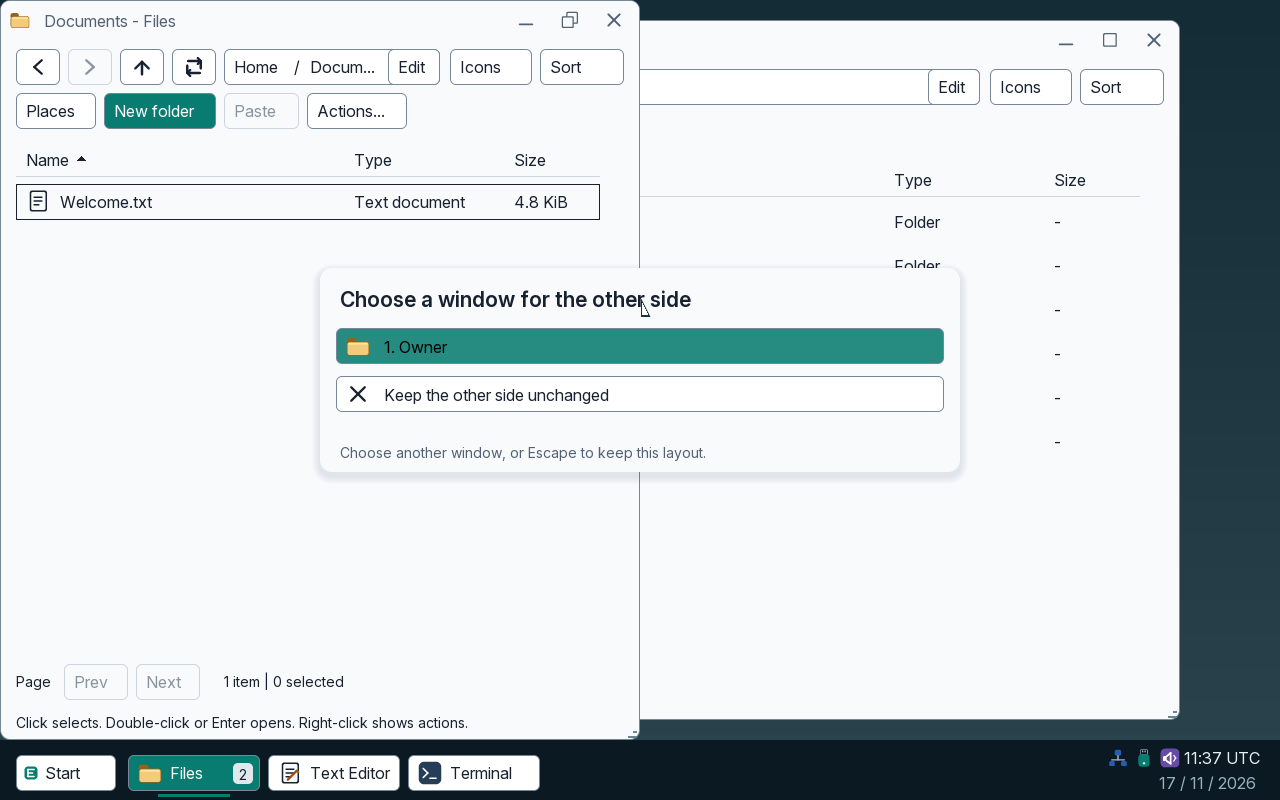 Documents - Files
Home / Docum... Edit Icons Sort
Places New folder Paste Actions...
Name Type Size
Welcome.txt Text document 4.8 KiB
Edit Icons Sort
Type Size
Folder -
Folder -
-
-
-
-
Choose a window for the other side
1. Owner
Keep the other side unchanged
Choose another window, or Escape to keep this layout.
Page Prev Next 1 item | 0 selected
Click selects. Double-click or Enter opens. Right-click shows actions.
Start Files 2 Text Editor Terminal
11:37 UTC
17 / 11 / 2026